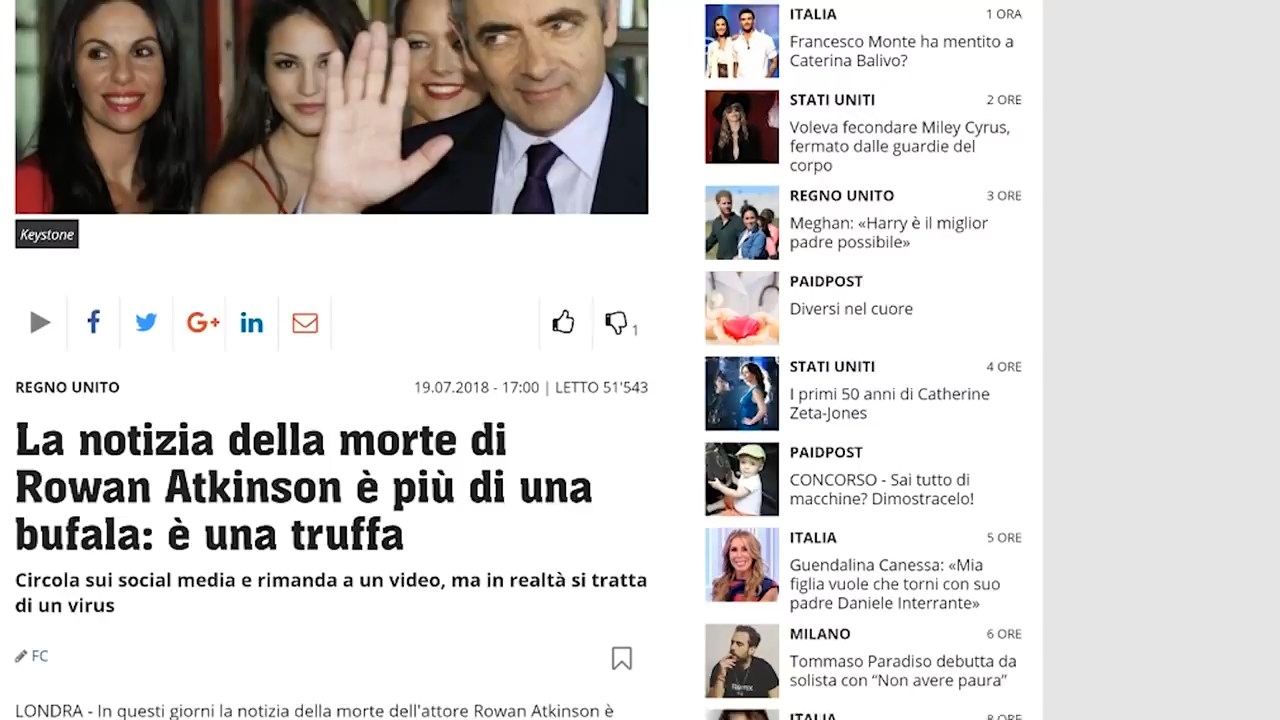 Keystone
1
REGNO UNITO
19.07.2018 - 17:00 | LETTO 51'543
La notizia della morte di
Rowan Atkinson è più di una
bufala: è una truffa
Circola sui social media e rimanda a un video, ma in realtà si tratta
di un virus
FC
LONDRA - In questi giorni la notizia della morte dell'attore Rowan Atkinson è
ITALIA 1 ORA
Francesco Monte ha mentito a
Caterina Balivo?
STATI UNITI 2 ORE
Voleva fecondare Miley Cyrus,
fermato dalle guardie del
corpo
REGNO UNITO 3 ORE
Meghan: «Harry è il miglior
padre possibile»
PAIDPOST
Diversi nel cuore
STATI UNITI 4 ORE
I primi 50 anni di Catherine
Zeta-Jones
PAIDPOST
CONCORSO - Sai tutto di
macchine? Dimostracelo!
ITALIA 5 ORE
Guendalina Canessa: «Mia
figlia vuole che torni con suo
padre Daniele Interrante»
MILANO 6 ORE
Tommaso Paradiso debutta da
solista con “Non avere paura”
ITALIA 8 ORE